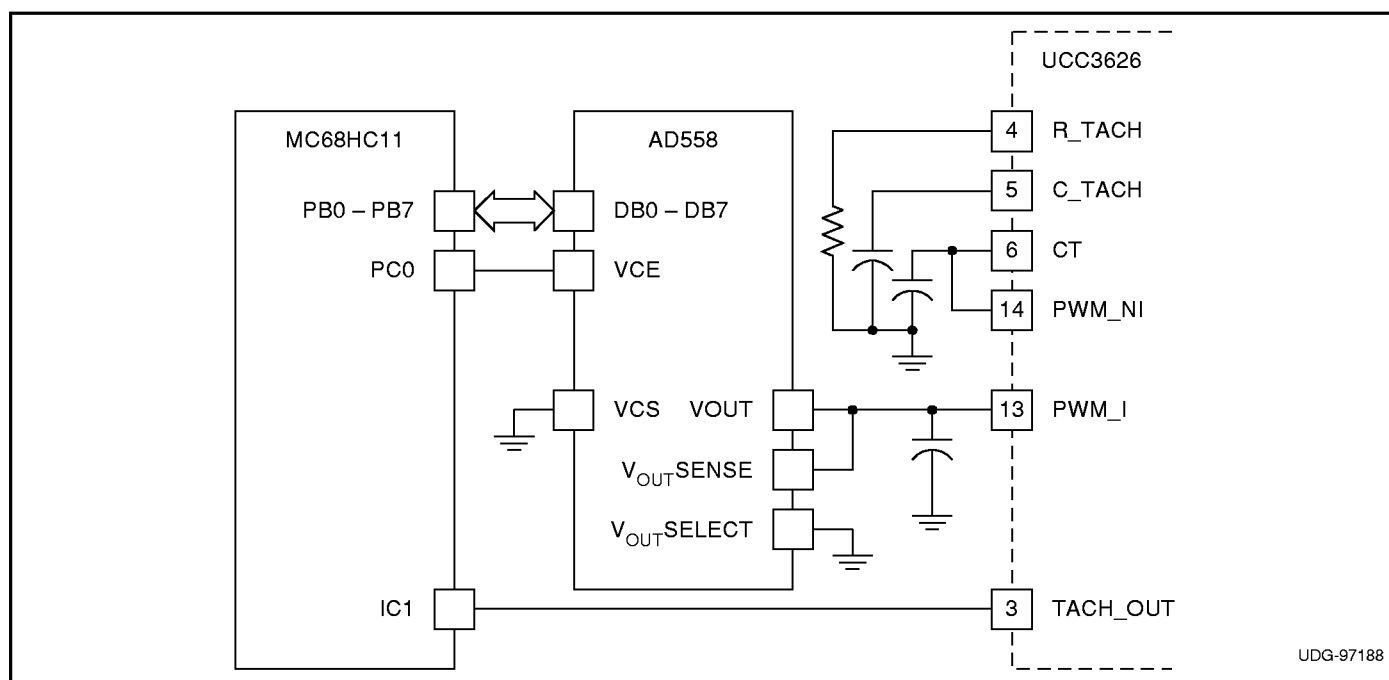 UCC3626
MC68HC11
AD558
4 R_TACH
5 C_TACH
PB0 – PB7
DB0 – DB7
6 CT
PC0
VCE
14 PWM_NI
VCS
VOUT
13 PWM_I
VOUTSENSE
VOUTSELECT
IC1
3 TACH_OUT
UDG-97188